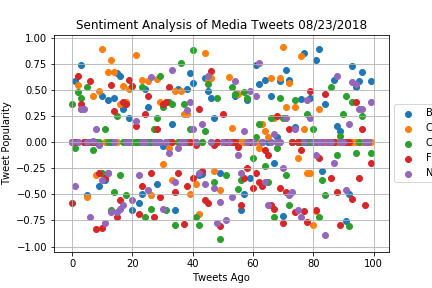 Sentiment Analysis of Media Tweets 08/23/2018
Tweet Popularity
1.00
0.75
0.50
0.25
0.00
−0.25
−0.50
−0.75
−1.00
0 20 40 60 80 100
Tweets Ago
B
C
C
F
N